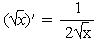 (√x)′ = 1/(2√x)